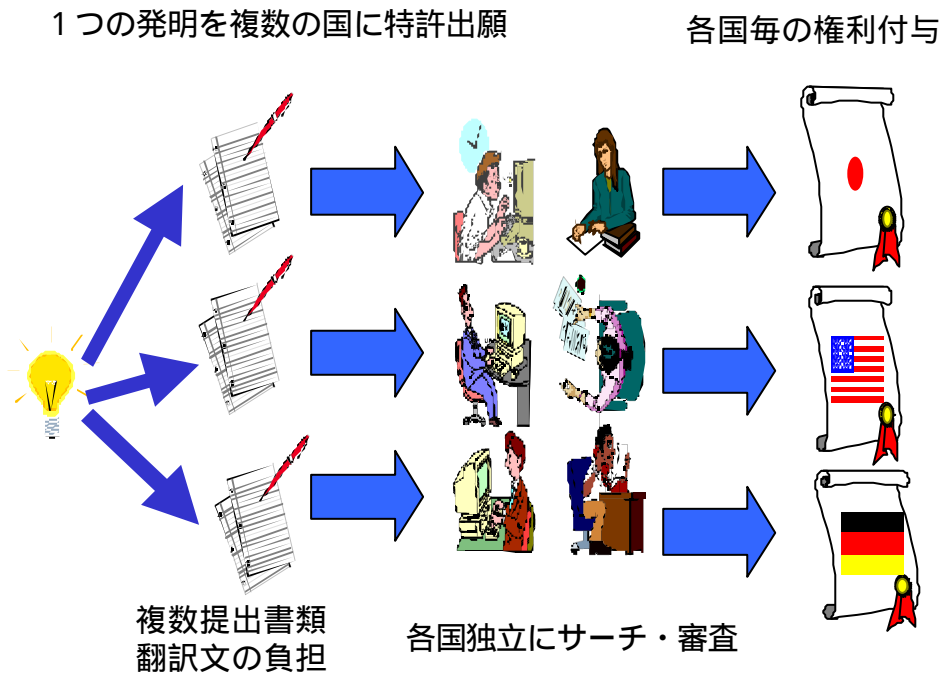 １つの発明を複数の国に特許出願
各国毎の権利付与
複数提出書類
翻訳文の負担
各国独立にサーチ・審査